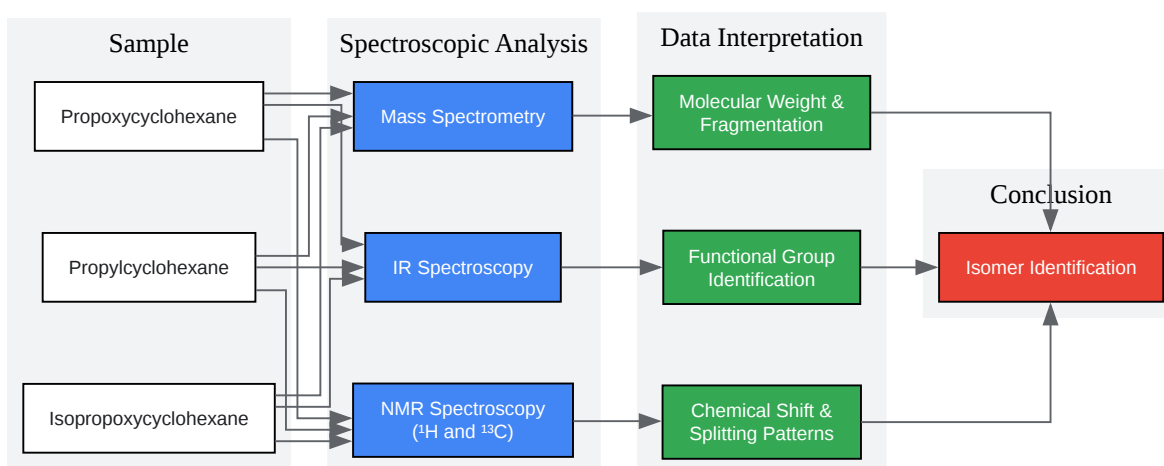 Sample
Propoxycyclohexane
Propylcyclohexane
Isopropoxycyclohexane
Spectroscopic Analysis
Mass Spectrometry
IR Spectroscopy
NMR Spectroscopy
(¹H and ¹³C)
Data Interpretation
Molecular Weight &
Fragmentation
Functional Group
Identification
Chemical Shift &
Splitting Patterns
Conclusion
Isomer Identification